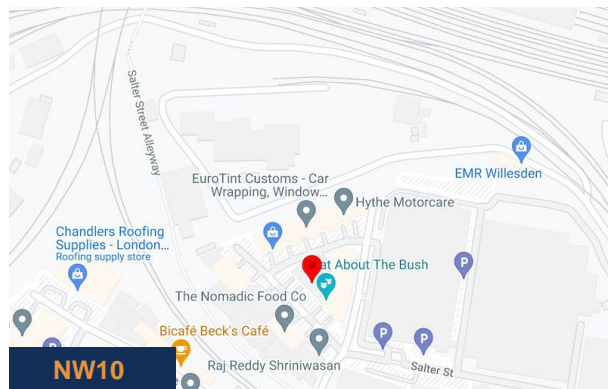 Salter Street Alleyway
EuroTint Customs - Car
Wrapping, Window...
Hythe Motorcare
EMR Willesden
Chandlers Roofing
Supplies - London...
Roofing supply store
at About The Bush
The Nomadic Food Co
Bicafé Beck's Café
Raj Reddy Shriniwasan
Salter St
P
P
P
P
NW10